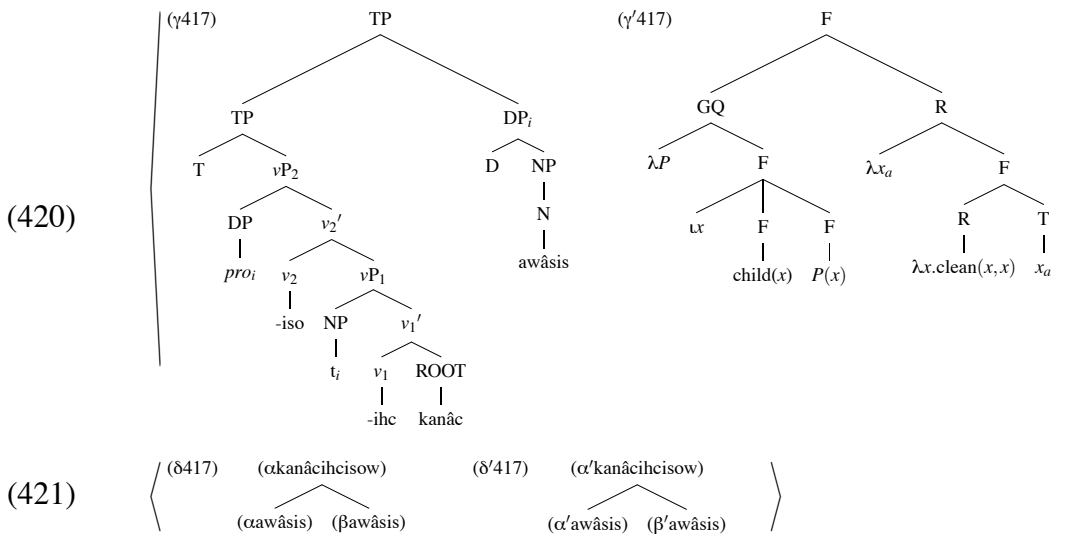 (420)
(γ417) TP (γ′417) F
TP DPᵢ GQ R
T vP₂ D NP λP F λxₐ F
DP v₂′ N ιx F F R T
proᵢ v₂ vP₁ awâsis child(x) P(x) λx.clean(x,x) xₐ
-iso NP v₁′
tᵢ v₁ ROOT
-ihc kanâc
(421)
(δ417) (αkanâcihcisow) (δ′417) (α′kanâcihcisow)
(αawâsis) (βawâsis) (α′awâsis) (β′awâsis)